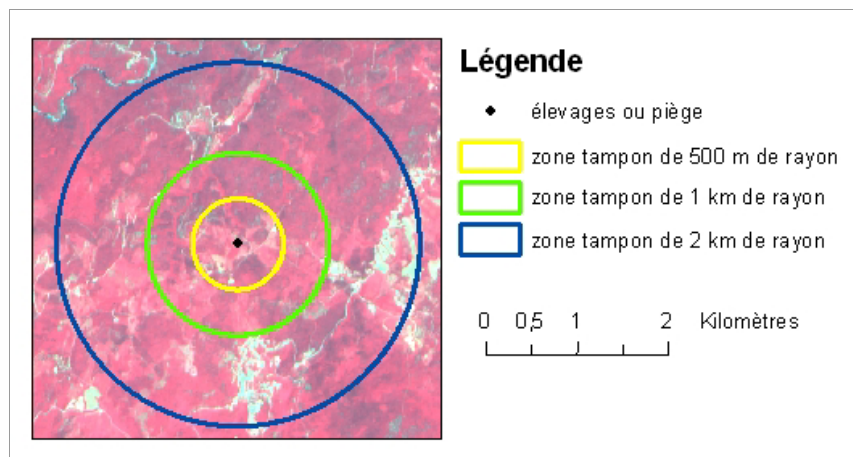 Légende
élevages ou piège
zone tampon de 500 m de rayon
zone tampon de 1 km de rayon
zone tampon de 2 km de rayon
0 0,5 1 2 Kilomètres